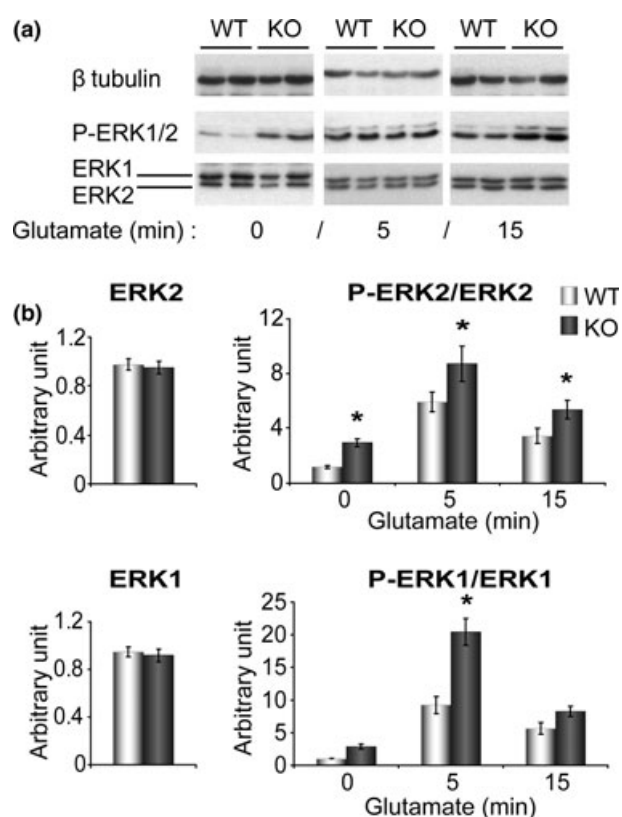 (a)
WT KO WT KO WT KO
β tubulin
P-ERK1/2
ERK1
ERK2
Glutamate (min) : 0 / 5 / 15
(b)
ERK2
Arbitrary unit
1.2
0.8
0.4
0
P-ERK2/ERK2
WT
KO
Arbitrary unit
12
8
4
0
* * *
0 5 15
Glutamate (min)
ERK1
Arbitrary unit
1.2
0.8
0.4
0
P-ERK1/ERK1
Arbitrary unit
25
20
15
10
5
0
*
0 5 15
Glutamate (min)